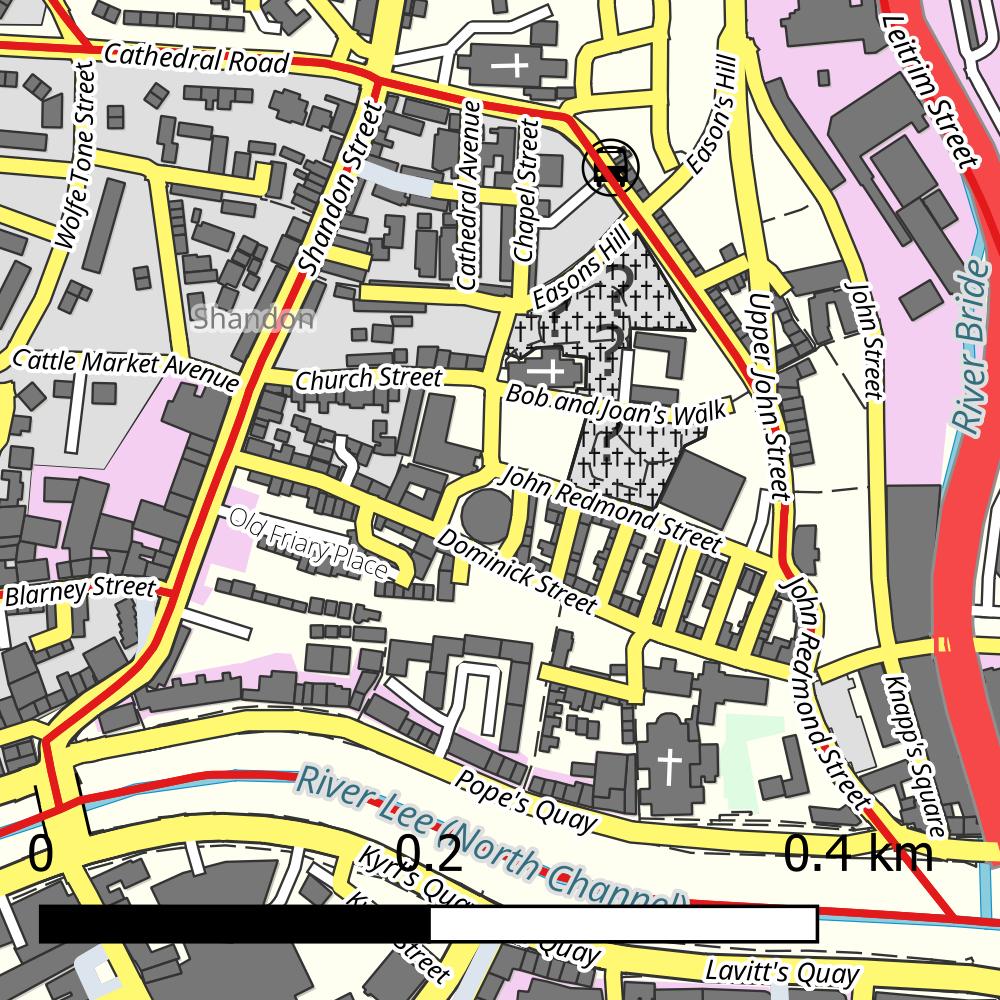 Leitrim Street
Cathedral Road
Eason's Hill
Wolfe Tone Street
Shandon Street
Cathedral Avenue
Chapel Street
Easons Hill
John Street
River Bride
Shandon
Upper John Street
Cattle Market Avenue
Church Street
Bob and Joan's Walk
John Redmond Street
Old Friary Place
Dominick Street
Blarney Street
John Redmond Street
Knapp's Square
Pope's Quay
River Lee (North Channel)
0 0.2 0.4 km
Kyrl's Quay
Street
Quay
Lavitt's Quay